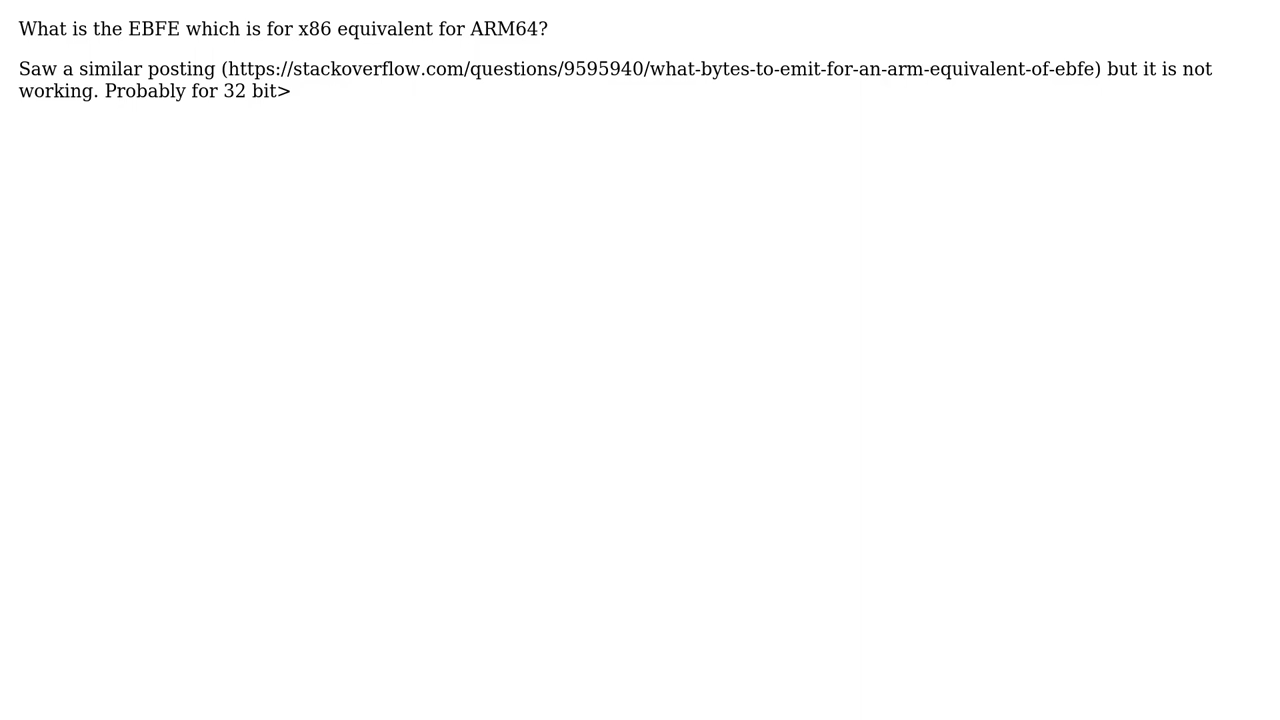 What is the EBFE which is for x86 equivalent for ARM64?
Saw a similar posting (https://stackoverflow.com/questions/9595940/what-bytes-to-emit-for-an-arm-equivalent-of-ebfe) but it is not
working. Probably for 32 bit>